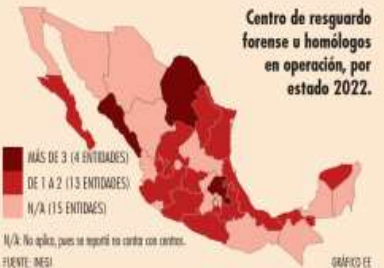 Centro de resguardo
forense u homólogos
en operación, por
estado 2022.
MÁS DE 3 (4 ENTIDADES)
DE 1 A 2 (13 ENTIDADES)
N/A (15 ENTIDAES)
N/A: No aplica, pues se reportó no contar con centros.
FUENTE: INEGI
GRÁFICO EE